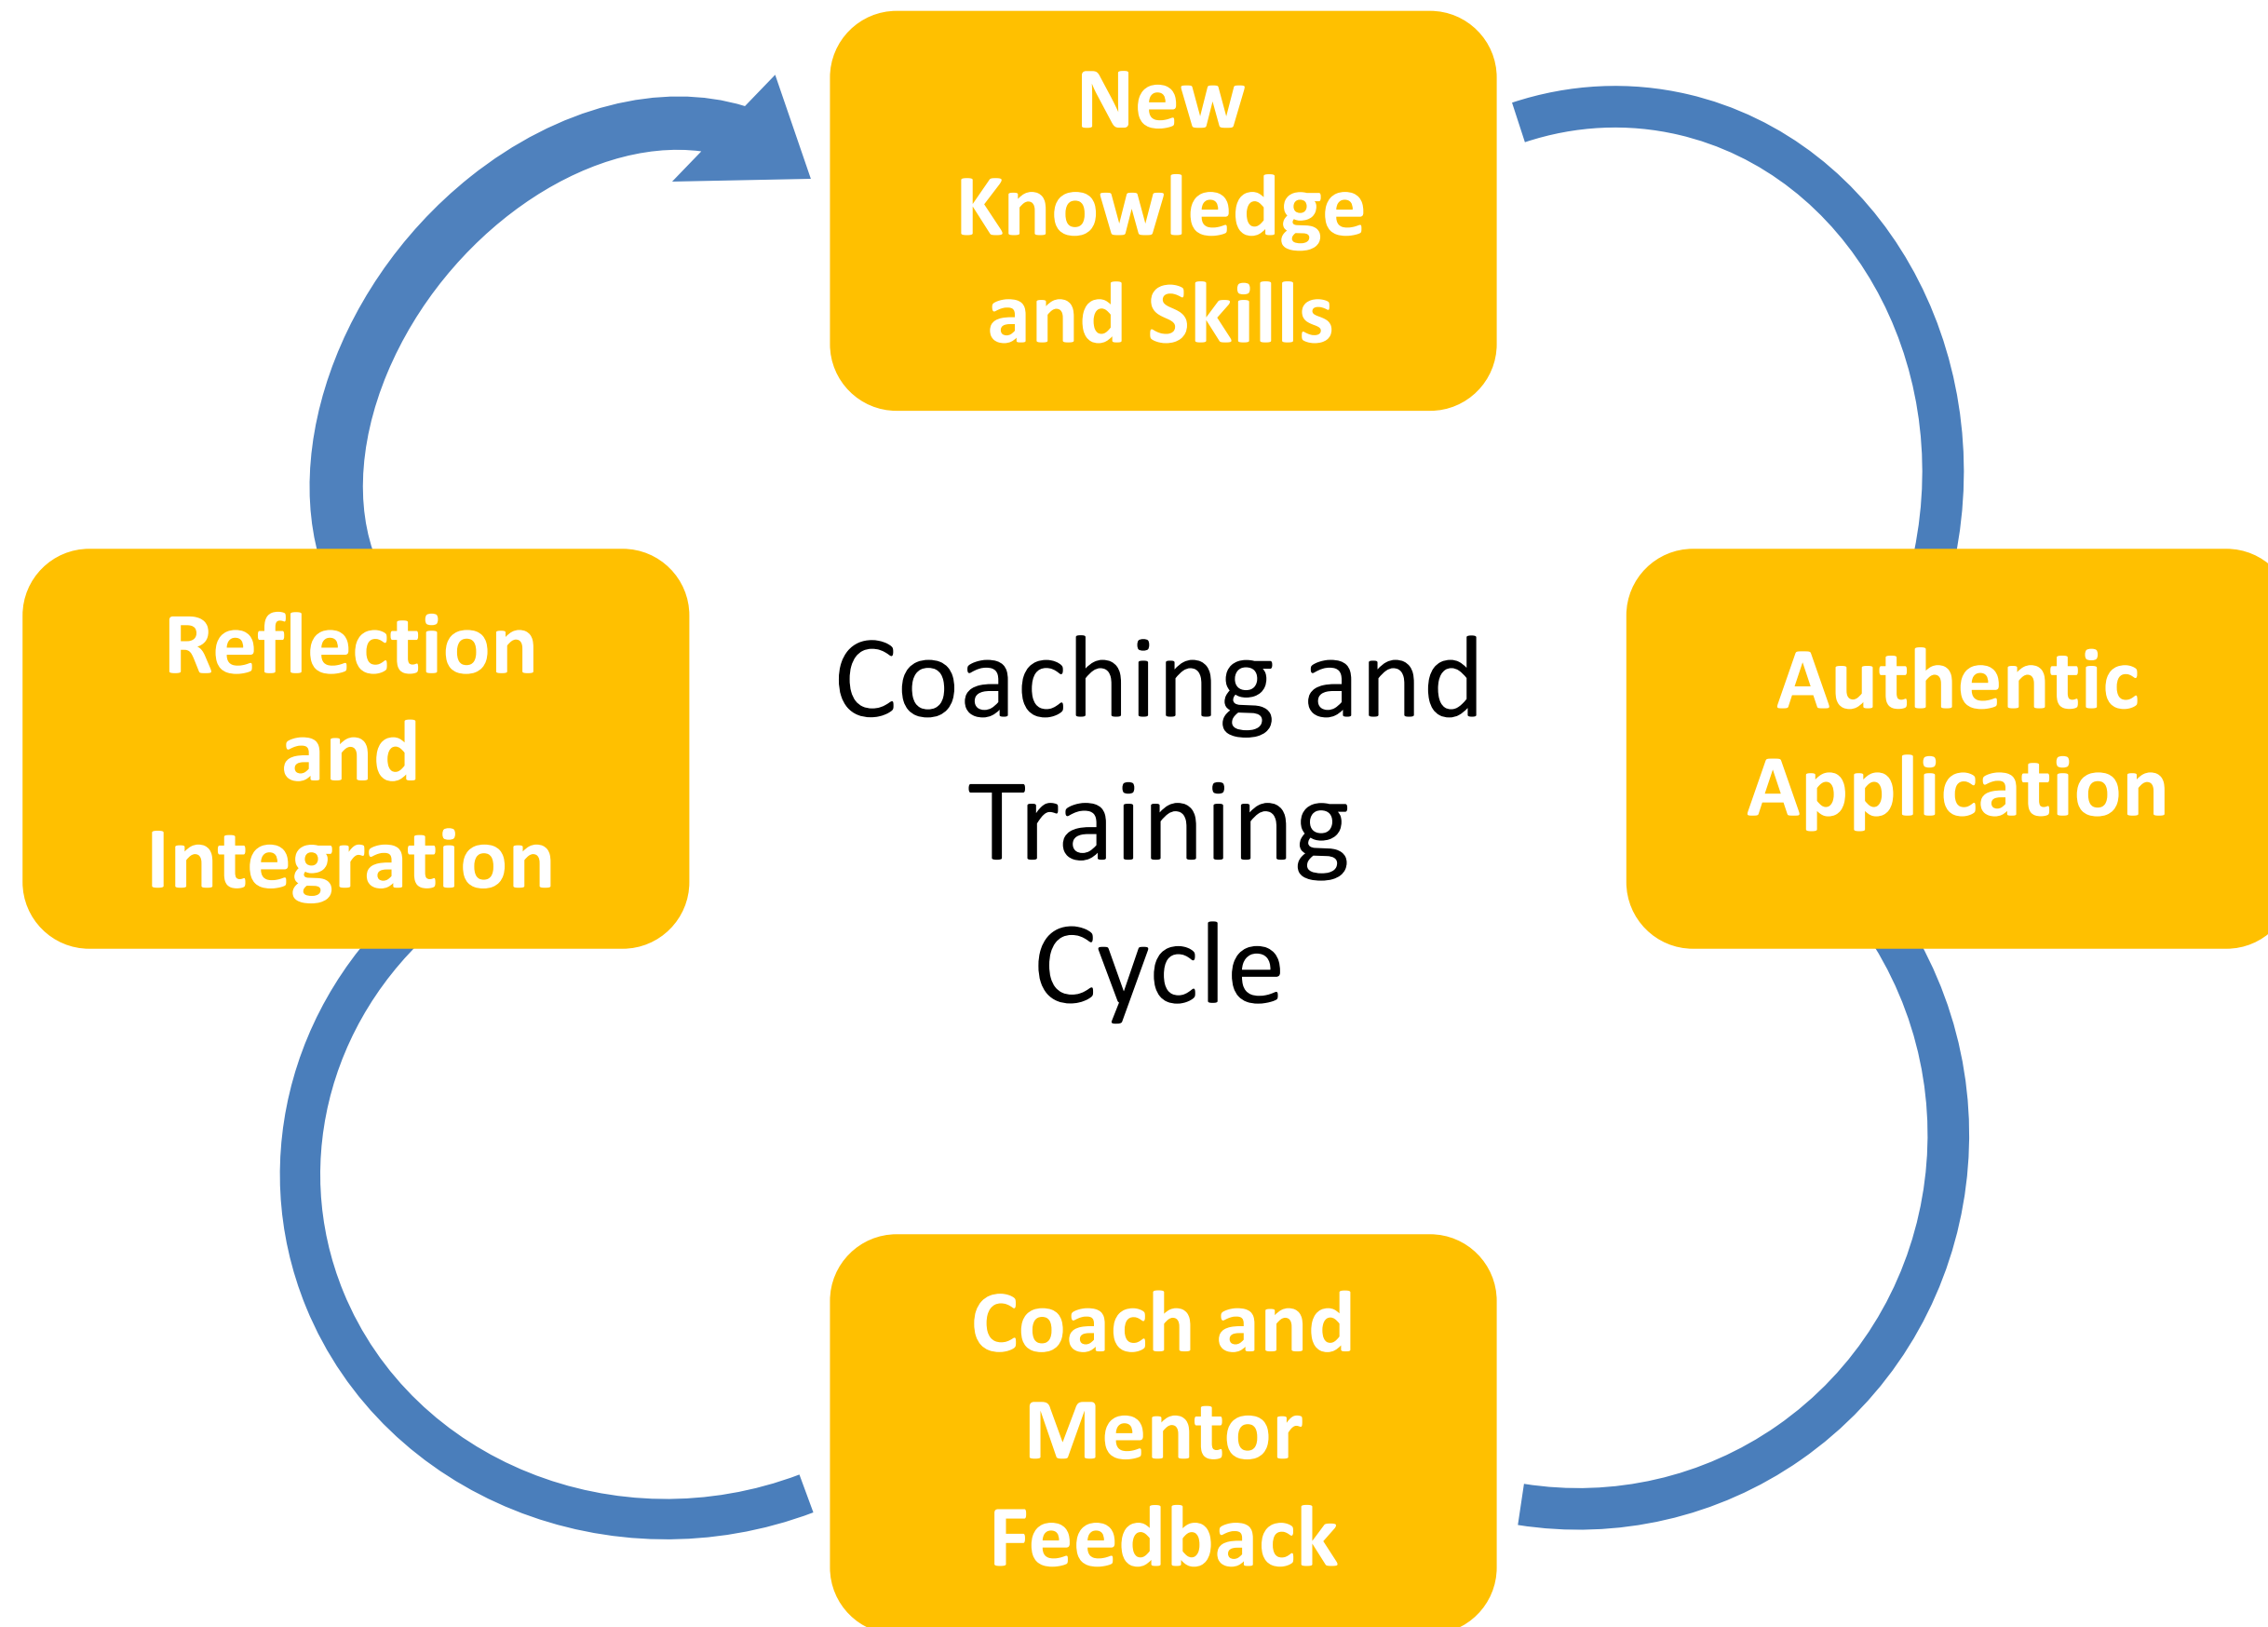 New
Knowledge
and Skills
Reflection
and
Integration
Coaching and
Training
Cycle
Authentic
Application
Coach and
Mentor
Feedback